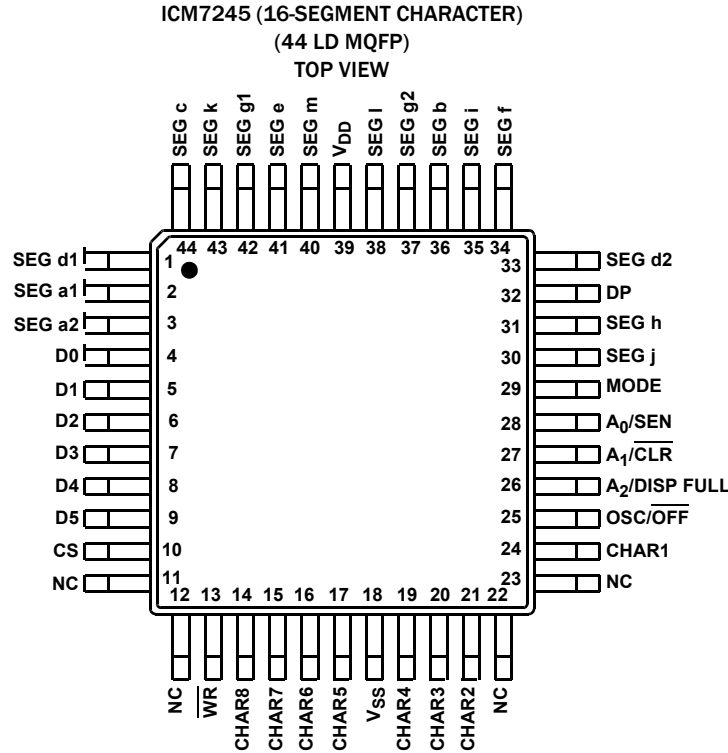 ICM7245 (16-SEGMENT CHARACTER)
(44 LD MQFP)
TOP VIEW
SEG c
SEG k
SEG g1
SEG e
SEG m
VDD
SEG l
SEG g2
SEG b
SEG i
SEG f
44 43 42 41 40 39 38 37 36 35 34
SEG d1 1
SEG a1 2
SEG a2 3
D0 4
D1 5
D2 6
D3 7
D4 8
D5 9
CS 10
NC 11
33 SEG d2
32 DP
31 SEG h
30 SEG j
29 MODE
28 A0/SEN
27 A1/CLR
26 A2/DISP FULL
25 OSC/OFF
24 CHAR1
23 NC
12 13 14 15 16 17 18 19 20 21 22
NC
WR
CHAR8
CHAR7
CHAR6
CHAR5
VSS
CHAR4
CHAR3
CHAR2
NC